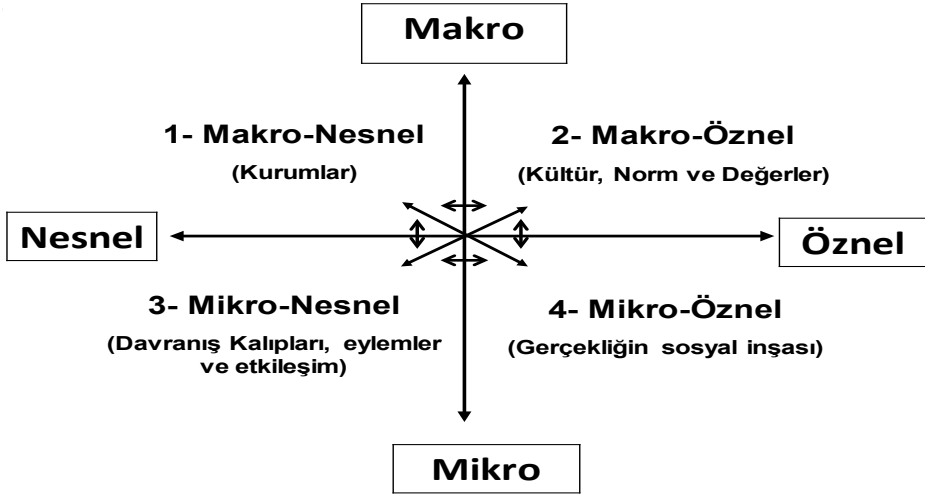 Makro
1- Makro-Nesnel
(Kurumlar)
2- Makro-Öznel
(Kültür, Norm ve Değerler)
Nesnel
Öznel
3- Mikro-Nesnel
(Davranış Kalıpları, eylemler
ve etkileşim)
4- Mikro-Öznel
(Gerçekliğin sosyal inşası)
Mikro